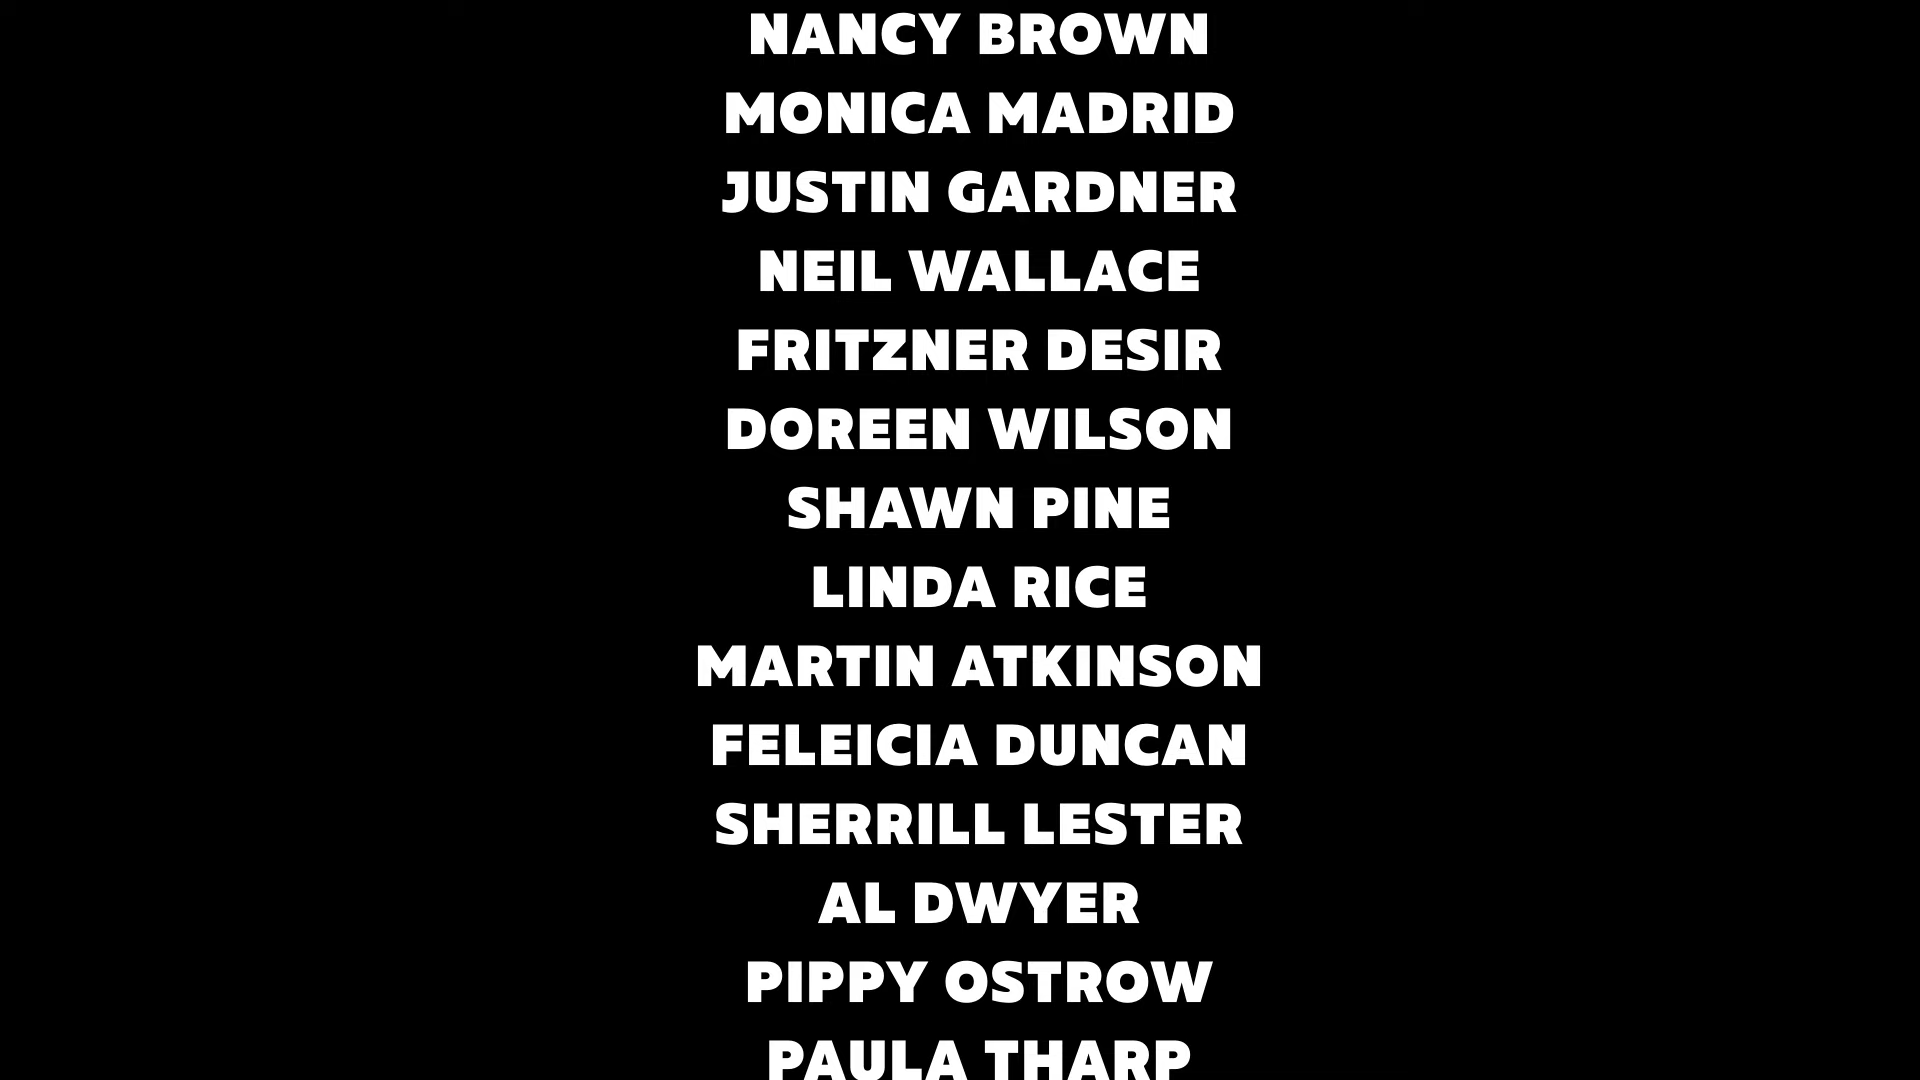 NANCY BROWN
MONICA MADRID
JUSTIN GARDNER
NEIL WALLACE
FRITZNER DESIR
DOREEN WILSON
SHAWN PINE
LINDA RICE
MARTIN ATKINSON
FELEICIA DUNCAN
SHERRILL LESTER
AL DWYER
PIPPY OSTROW
PAULA THARP